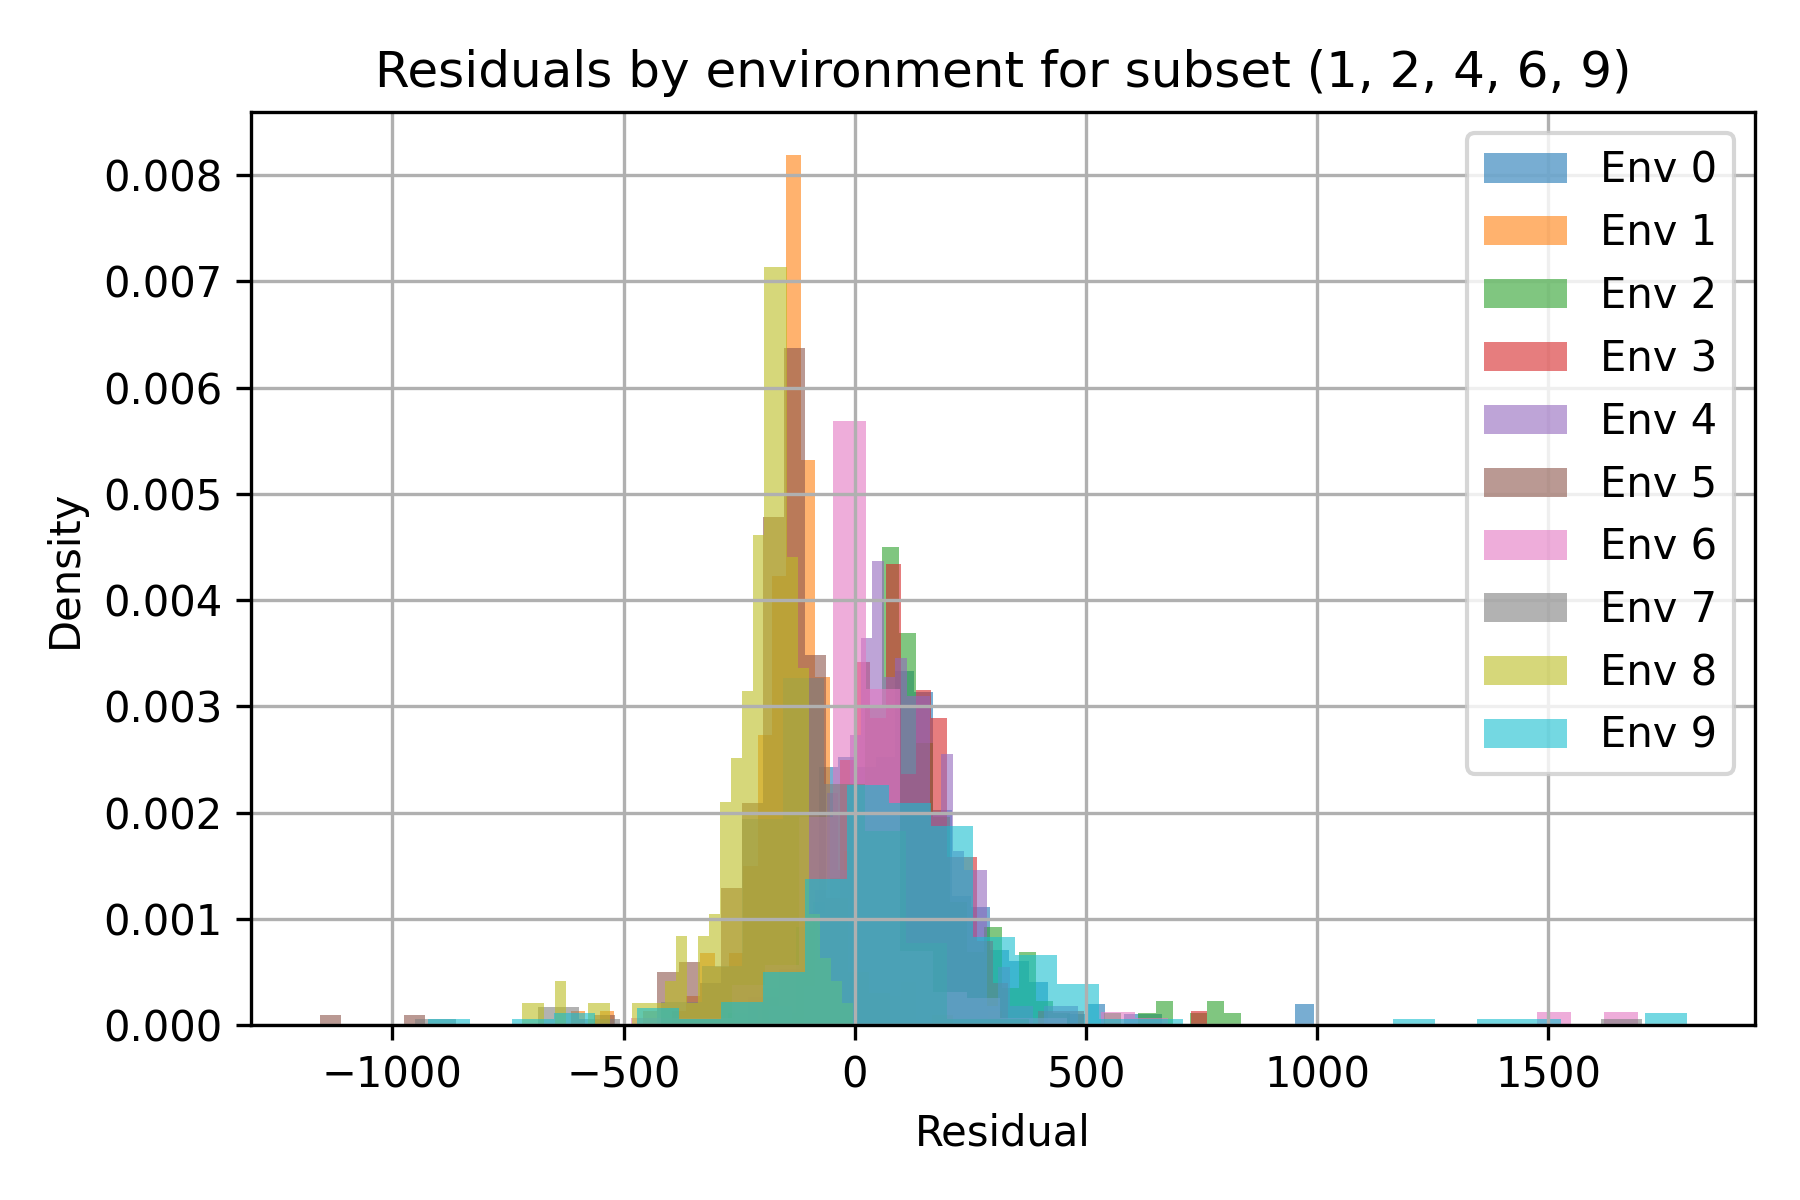 Residuals by environment for subset (1, 2, 4, 6, 9)
Density
0.008
0.007
0.006
0.005
0.004
0.003
0.002
0.001
0.000
−1000
−500
0
500
1000
1500
Residual
Env 0
Env 1
Env 2
Env 3
Env 4
Env 5
Env 6
Env 7
Env 8
Env 9